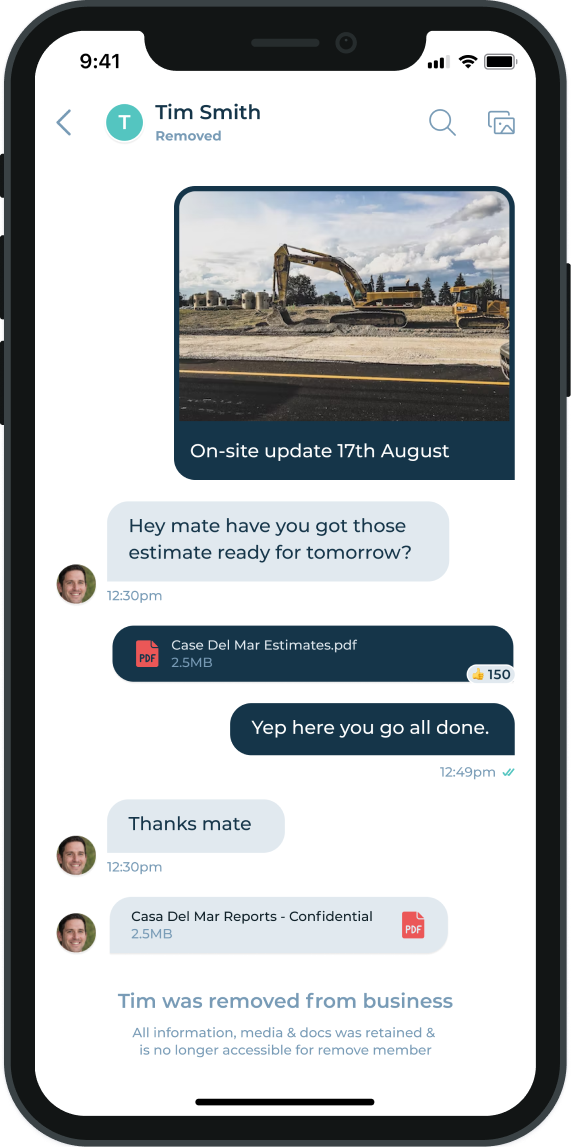 9:41
T
Tim Smith
Removed
On-site update 17th August
Hey mate have you got those
estimate ready for tomorrow?
12:30pm
PDF
Case Del Mar Estimates.pdf
2.5MB
👍 150
Yep here you go all done.
12:49pm
Thanks mate
12:30pm
Casa Del Mar Reports - Confidential
2.5MB
PDF
Tim was removed from business
All information, media & docs was retained &
is no longer accessible for remove member